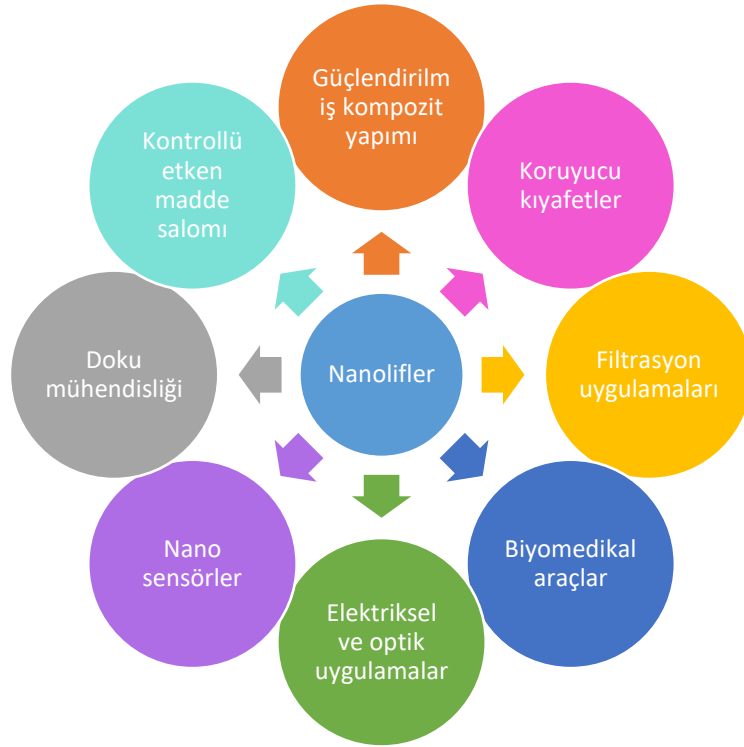 Güçlendirilm
iş kompozit
yapımı
Koruyucu
kıyafetler
Filtrasyon
uygulamaları
Biyomedikal
araçlar
Elektriksel
ve optik
uygulamalar
Nano
sensörler
Doku
mühendisliği
Kontrollü
etken
madde
salomı
Nanolifler